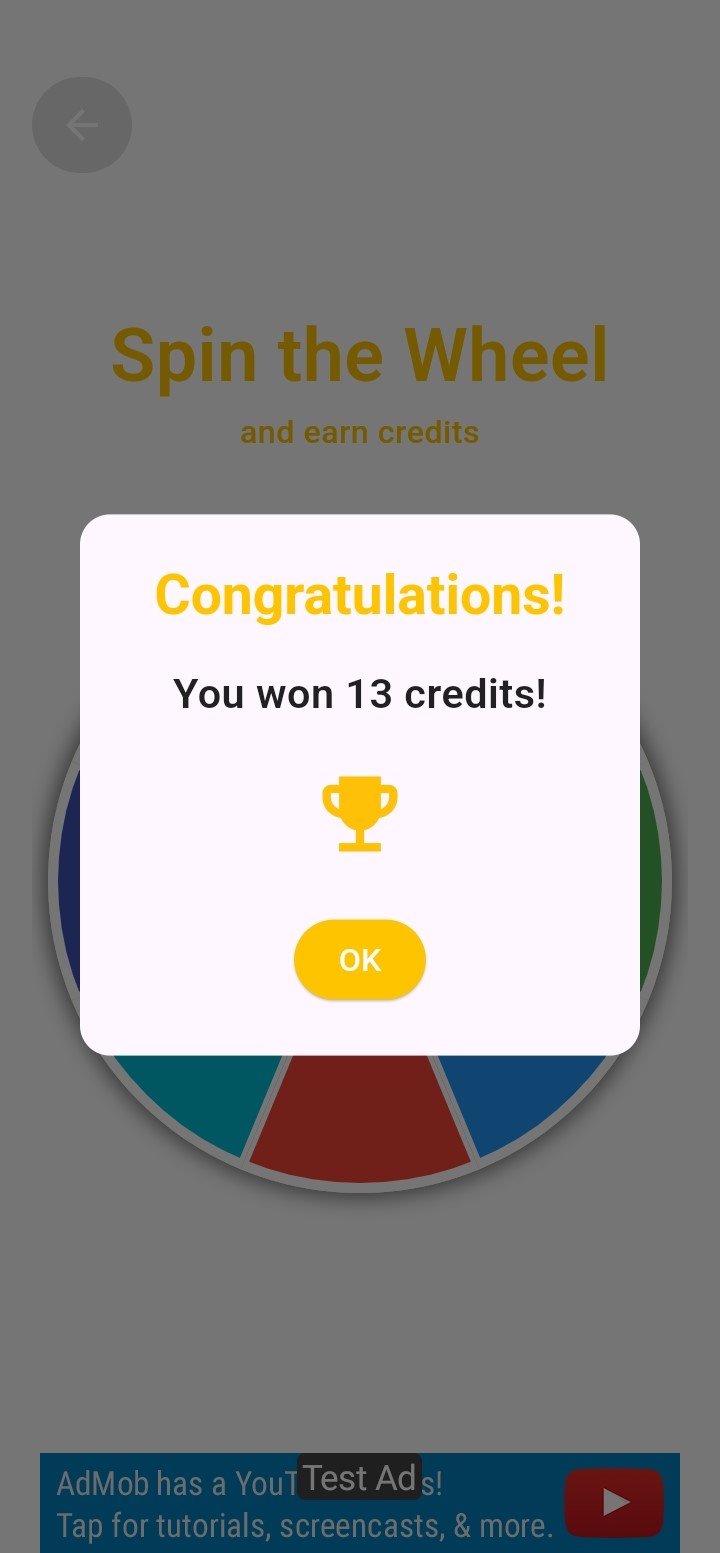 Spin the Wheel
and earn credits
Congratulations!
You won 13 credits!
OK
Test Ad
AdMob has a YouT s!
Tap for tutorials, screencasts, & more.